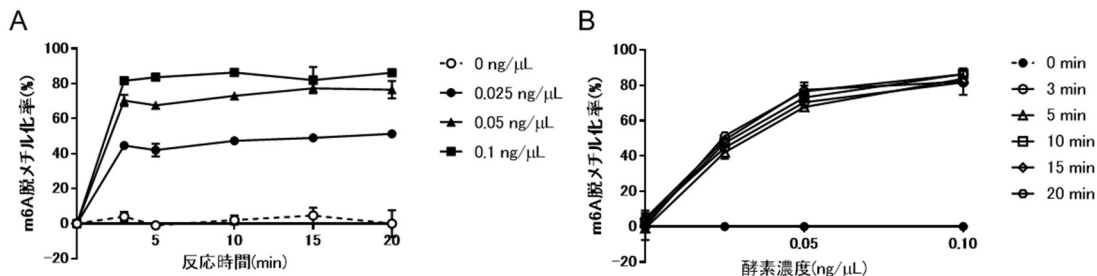 A
m6A脱メチル化率(%)
100
80
60
40
20
0
−20
5
10
15
20
反応時間(min)
0 ng/μL
0.025 ng/μL
0.05 ng/μL
0.1 ng/μL
B
m6A脱メチル化率(%)
100
80
60
40
20
0
−20
0.05
0.10
酵素濃度(ng/μL)
0 min
3 min
5 min
10 min
15 min
20 min